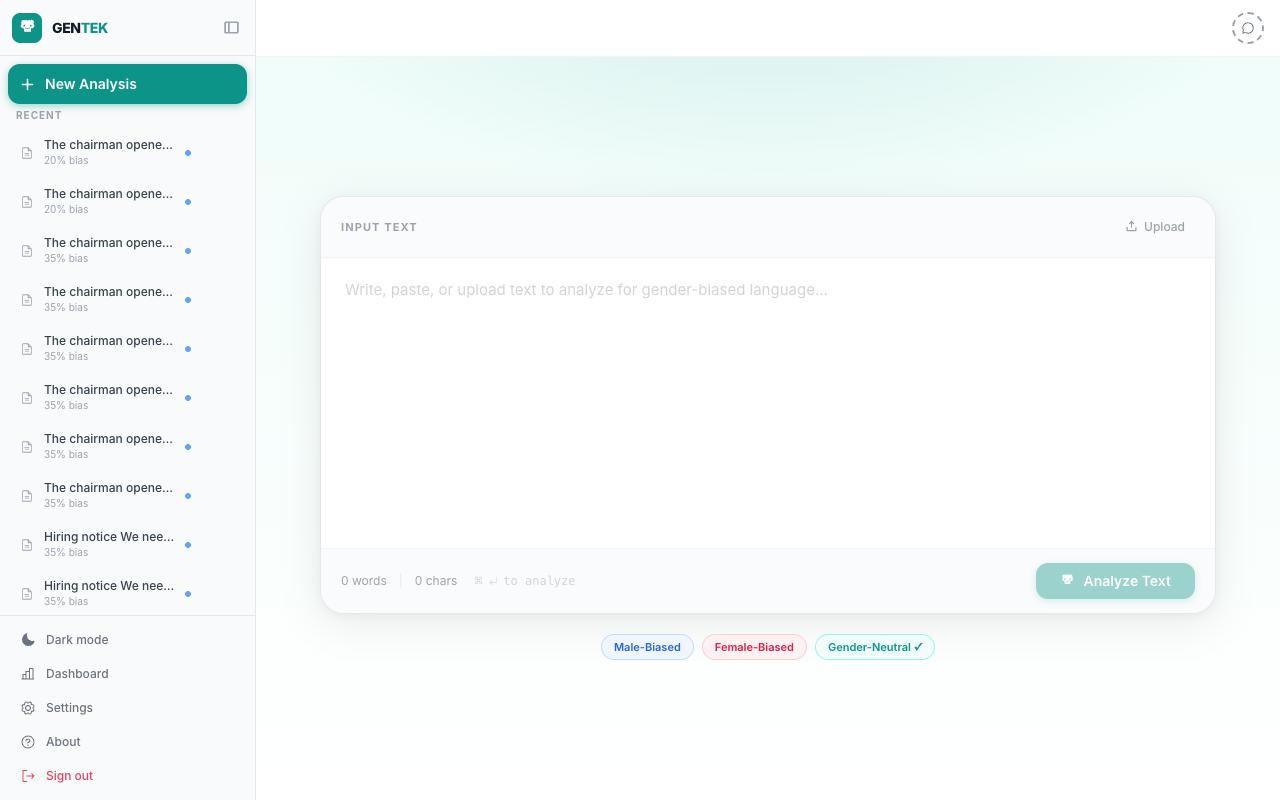 GENTEK
New Analysis
RECENT
The chairman opene...
20% bias
The chairman opene...
20% bias
The chairman opene...
35% bias
The chairman opene...
35% bias
The chairman opene...
35% bias
The chairman opene...
35% bias
The chairman opene...
35% bias
The chairman opene...
35% bias
Hiring notice We nee...
35% bias
Hiring notice We nee...
35% bias
Dark mode
Dashboard
Settings
About
Sign out
INPUT TEXT
Upload
Write, paste, or upload text to analyze for gender-biased language...
0 words
0 chars
⌘ ↵ to analyze
Analyze Text
Male-Biased
Female-Biased
Gender-Neutral ✓